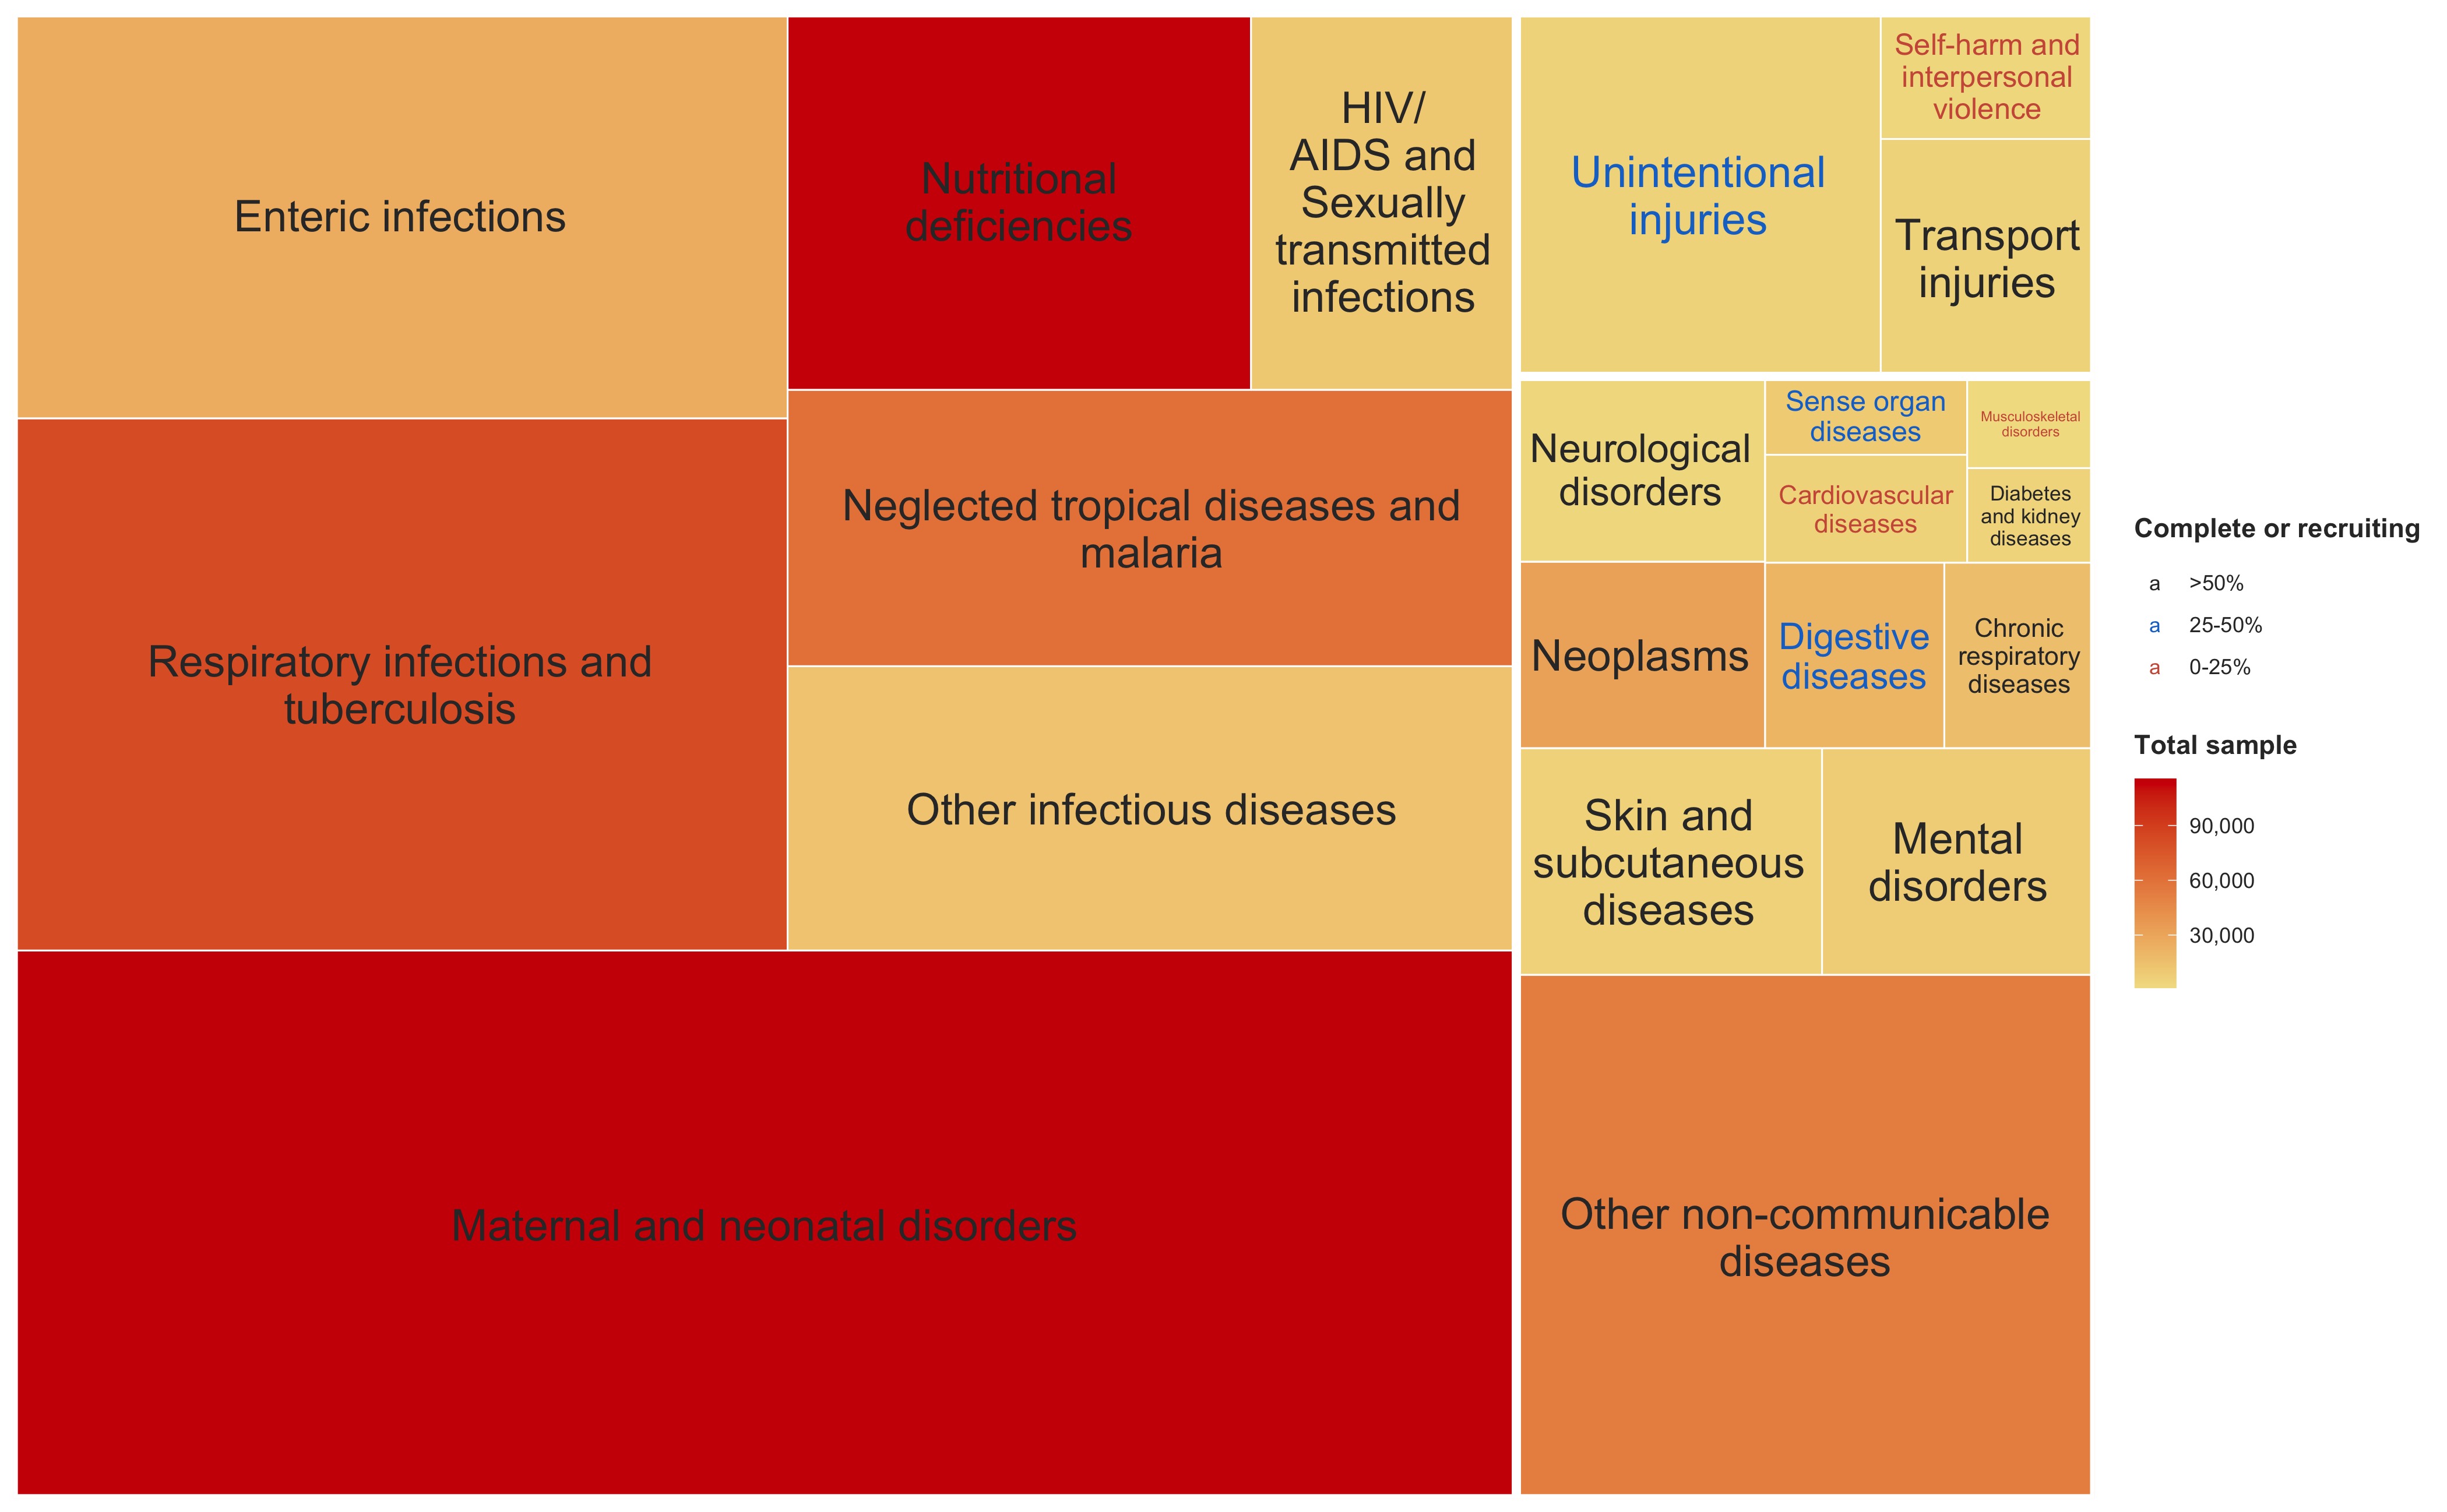 Enteric infections
Nutritional
deficiencies
HIV/
AIDS and
Sexually
transmitted
infections
Respiratory infections and
tuberculosis
Neglected tropical diseases and
malaria
Other infectious diseases
Maternal and neonatal disorders
Unintentional
injuries
Self-harm and
interpersonal
violence
Transport
injuries
Neurological
disorders
Sense organ
diseases
Musculoskeletal
disorders
Cardiovascular
diseases
Diabetes
and kidney
diseases
Neoplasms
Digestive
diseases
Chronic
respiratory
diseases
Skin and
subcutaneous
diseases
Mental
disorders
Other non-communicable
diseases
Complete or recruiting
a >50%
a 25-50%
a 0-25%
Total sample
90,000
60,000
30,000